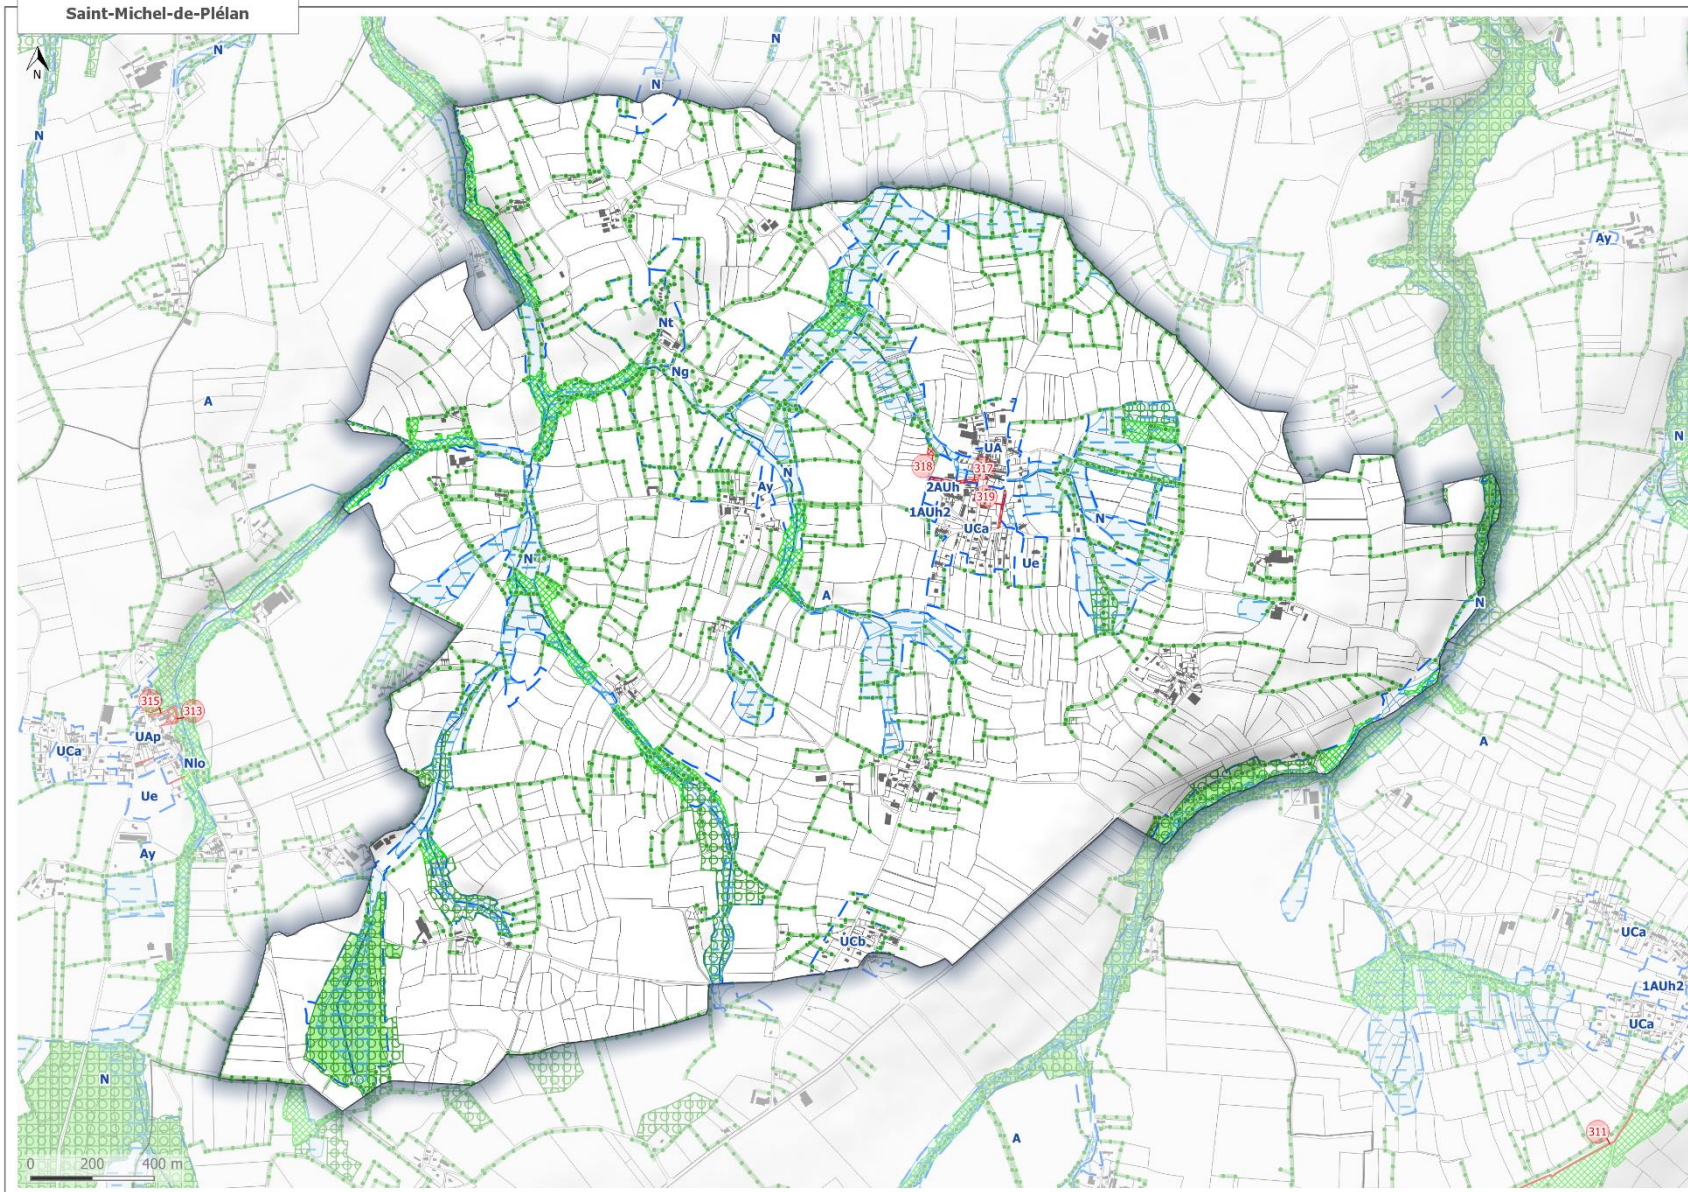 Saint-Michel-de-Plélan
N
N
N
N
N
N
Ay
Nt
Ng
A
UA
318
317
N
Ay
2AUh
319
N
1AUh2
N
UCa
N
Ue
A
N
315
313
UAp
UCa
A
Nlo
Ue
Ay
UCb
UCa
1AUh2
UCa
N
311
A
0 200 400 m